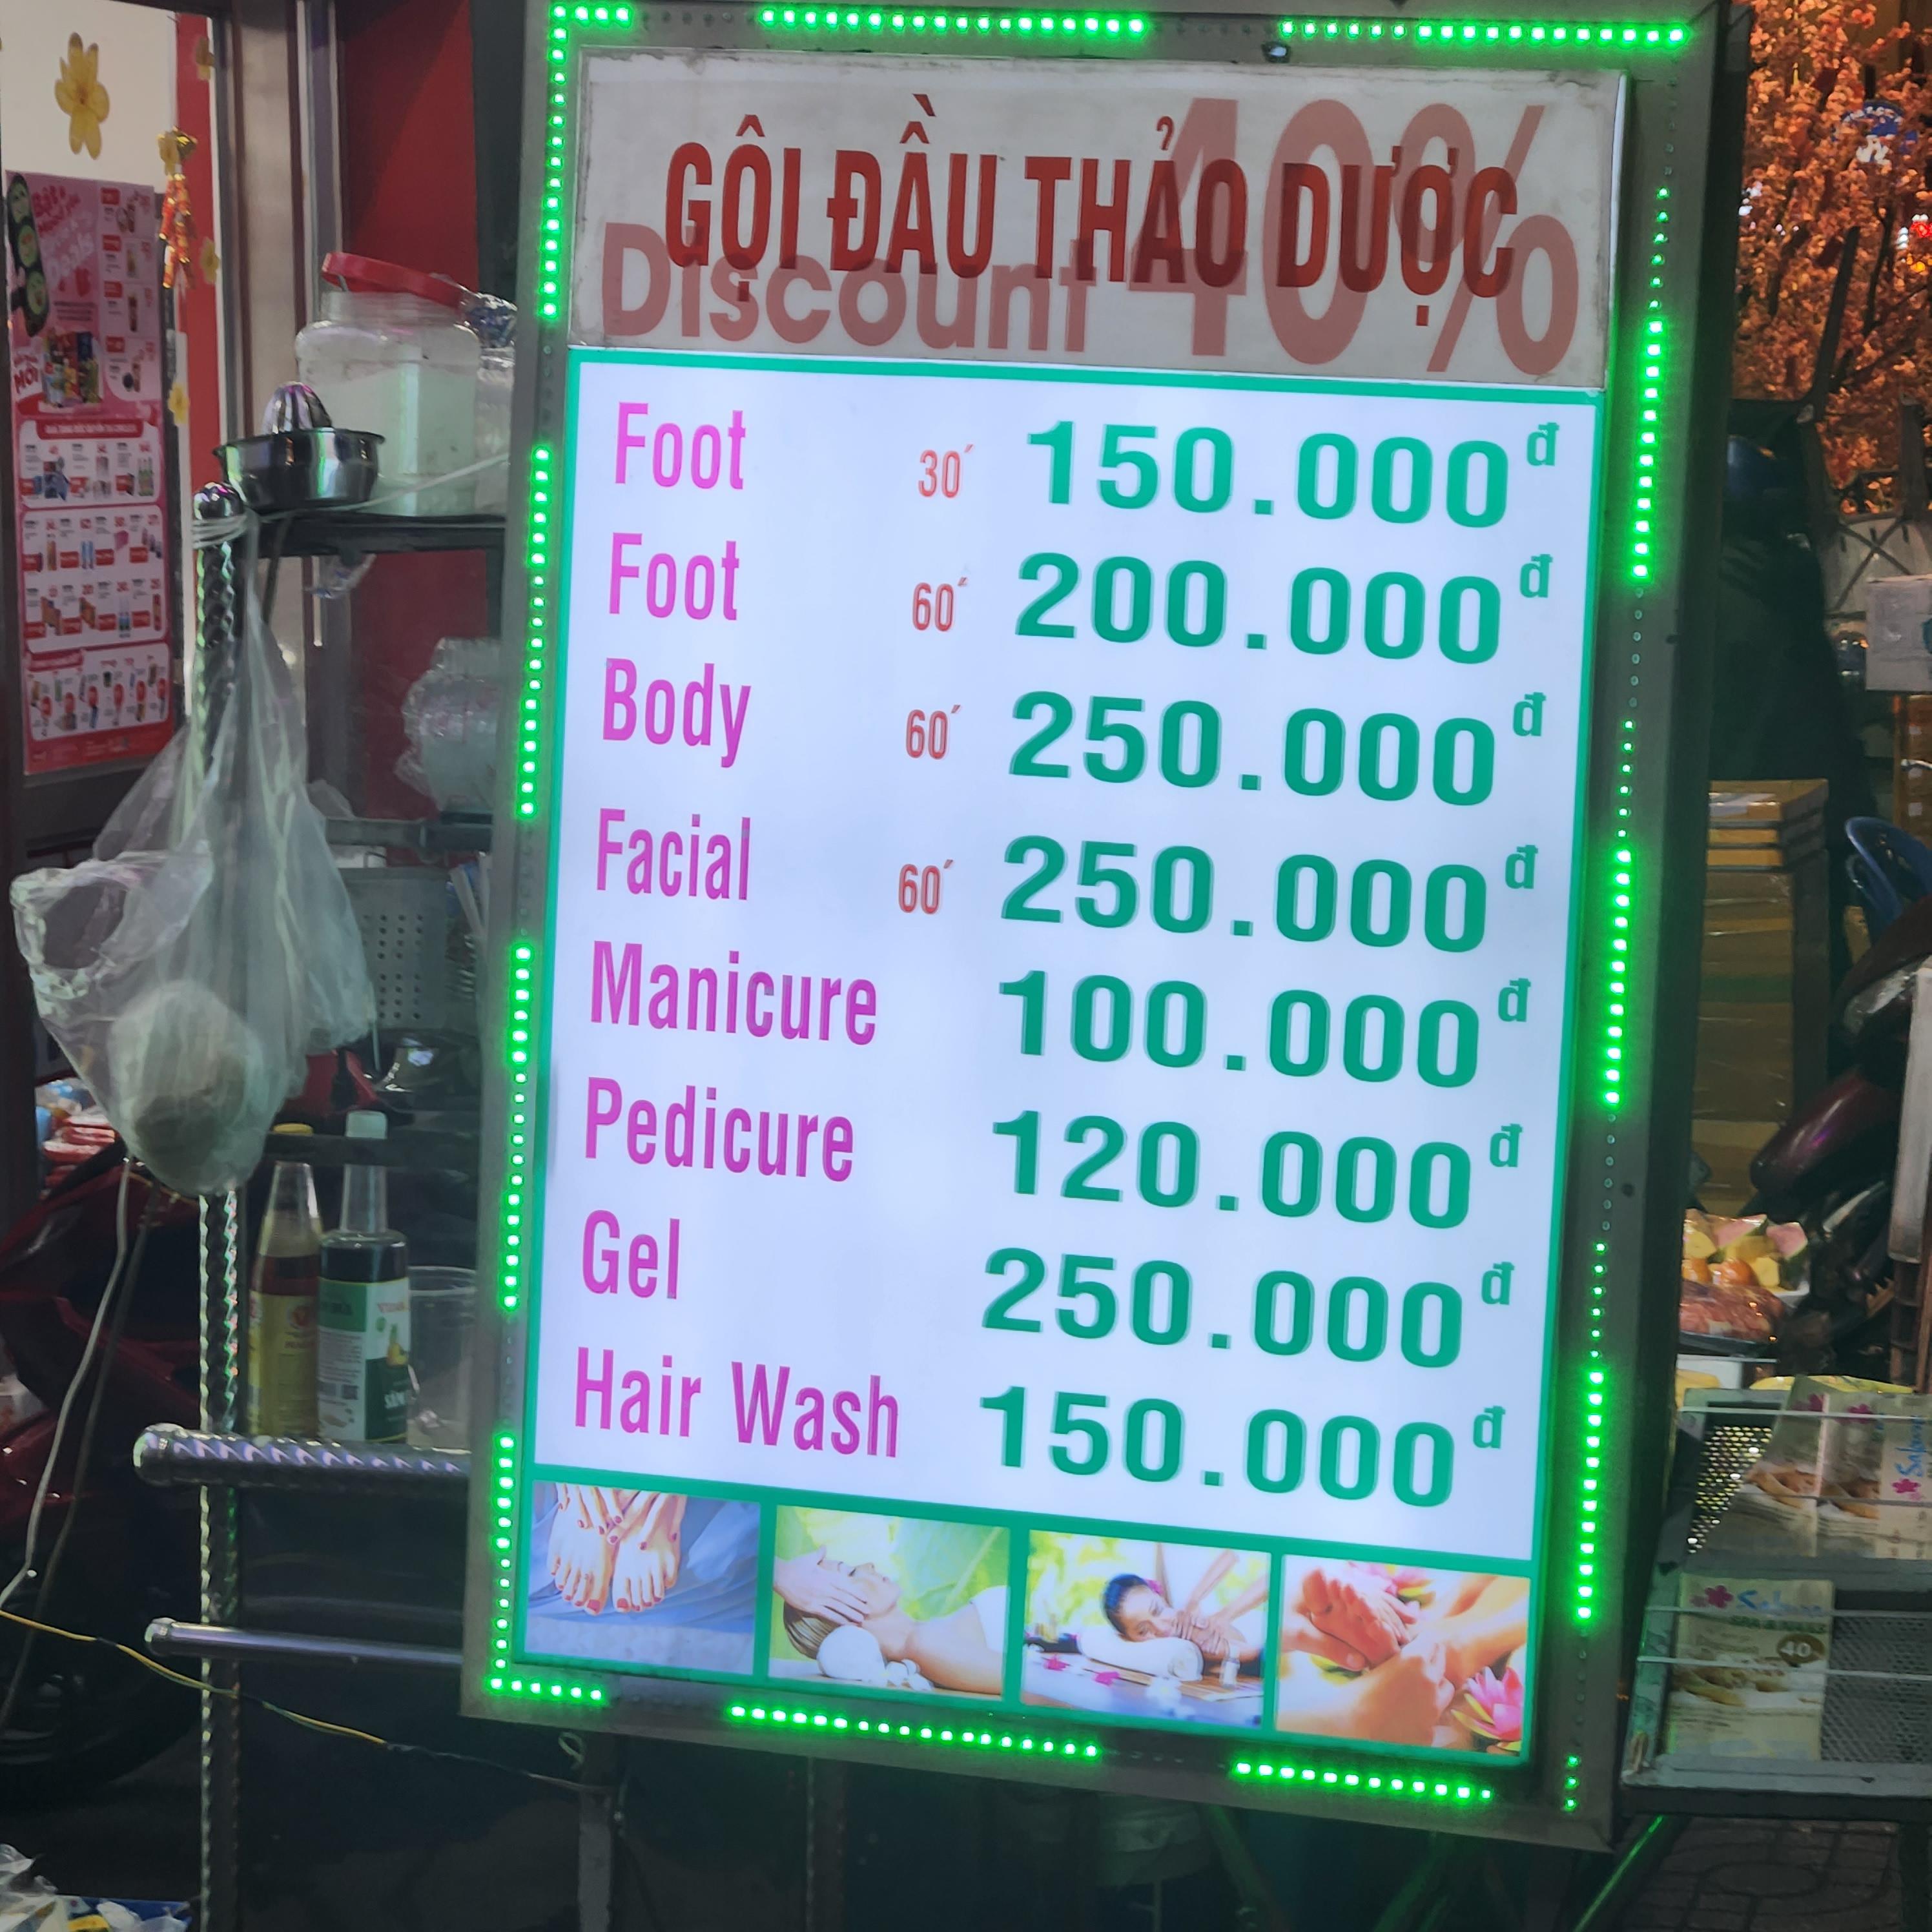 GỘI ĐẦU THẢO DƯỢC
Discount 40%
Foot 30´ 150.000đ
Foot 60´ 200.000đ
Body 60´ 250.000đ
Facial 60´ 250.000đ
Manicure 100.000đ
Pedicure 120.000đ
Gel 250.000đ
Hair Wash 150.000đ
40